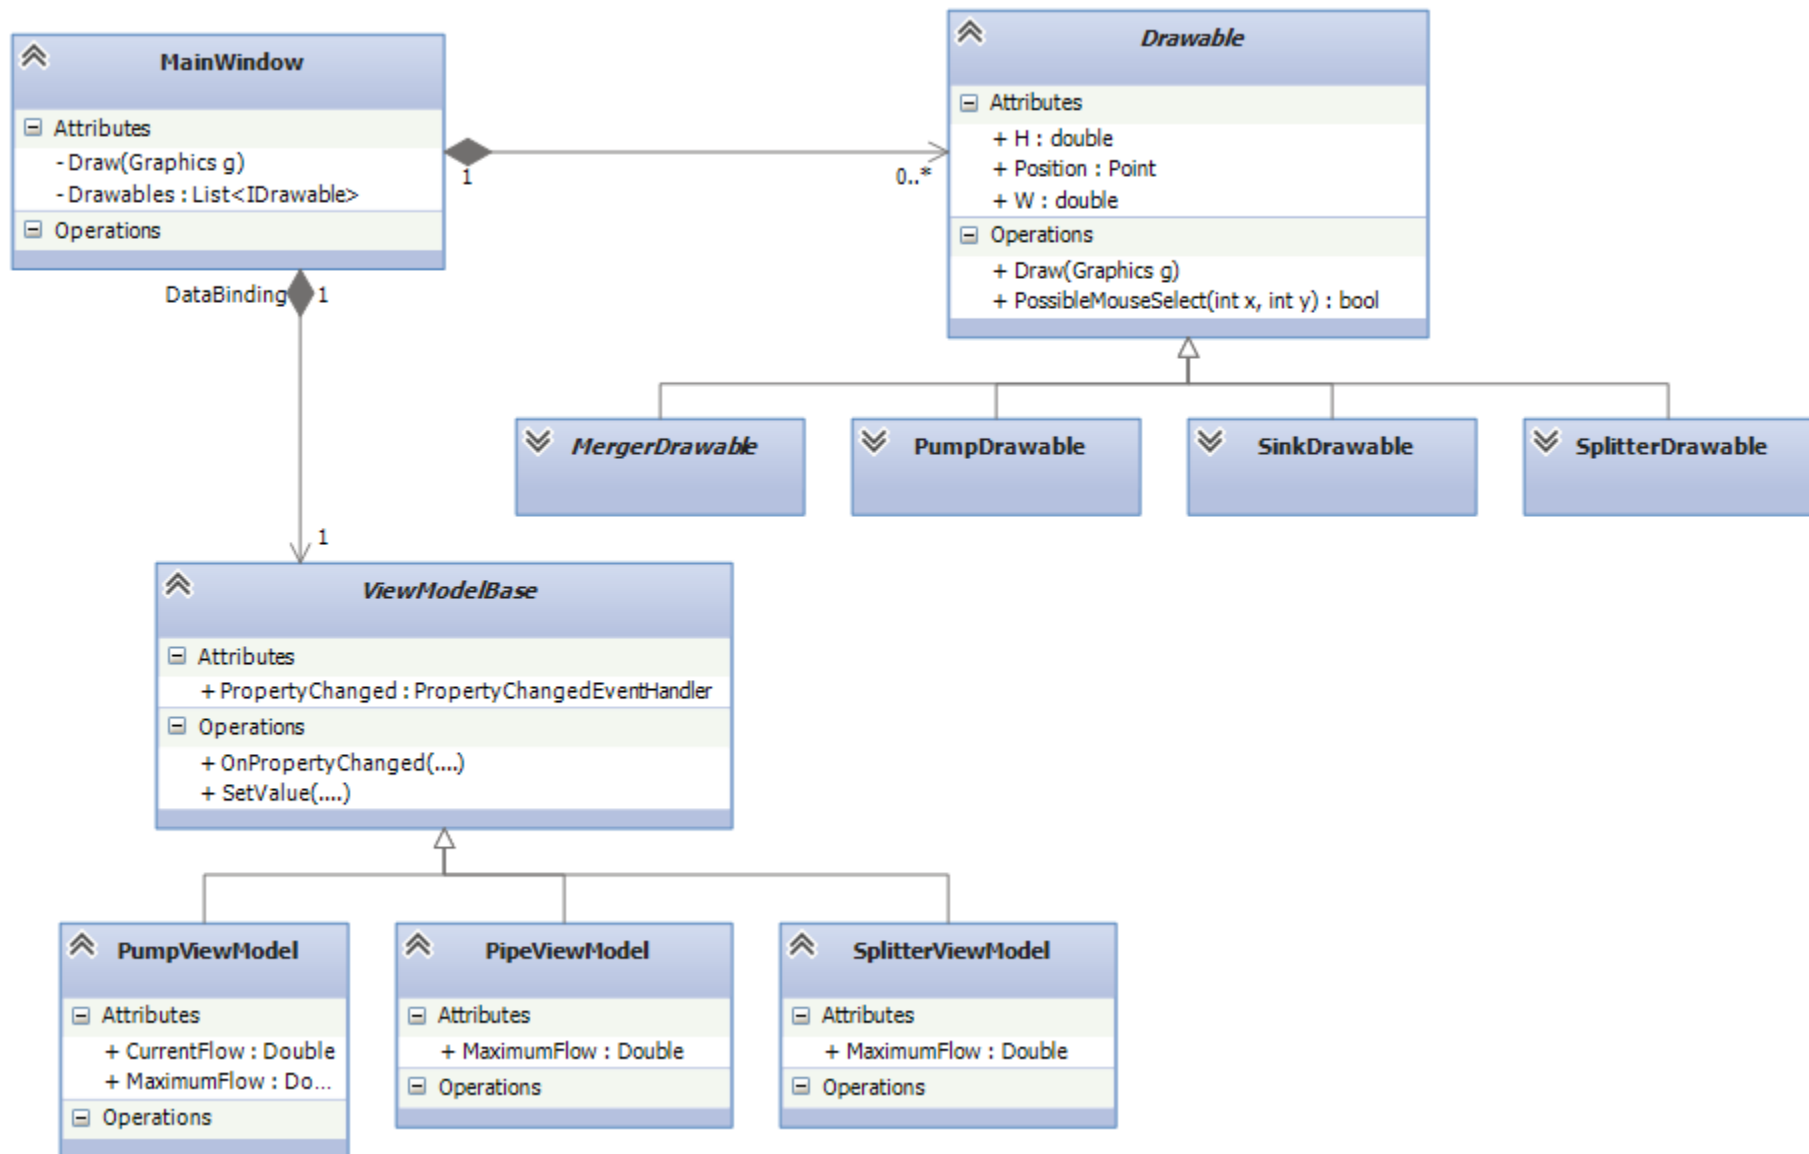 MainWindow
Attributes
- Draw(Graphics g)
- Drawables : List<IDrawable>
Operations
1
0..*
Drawable
Attributes
+ H : double
+ Position : Point
+ W : double
Operations
+ Draw(Graphics g)
+ PossibleMouseSelect(int x, int y) : bool
DataBinding
1
MergerDrawable
PumpDrawable
SinkDrawable
SplitterDrawable
1
ViewModelBase
Attributes
+ PropertyChanged : PropertyChangedEventHandler
Operations
+ OnPropertyChanged(....)
+ SetValue(....)
PumpViewModel
Attributes
+ CurrentFlow : Double
+ MaximumFlow : Do...
Operations
PipeViewModel
Attributes
+ MaximumFlow : Double
Operations
SplitterViewModel
Attributes
+ MaximumFlow : Double
Operations